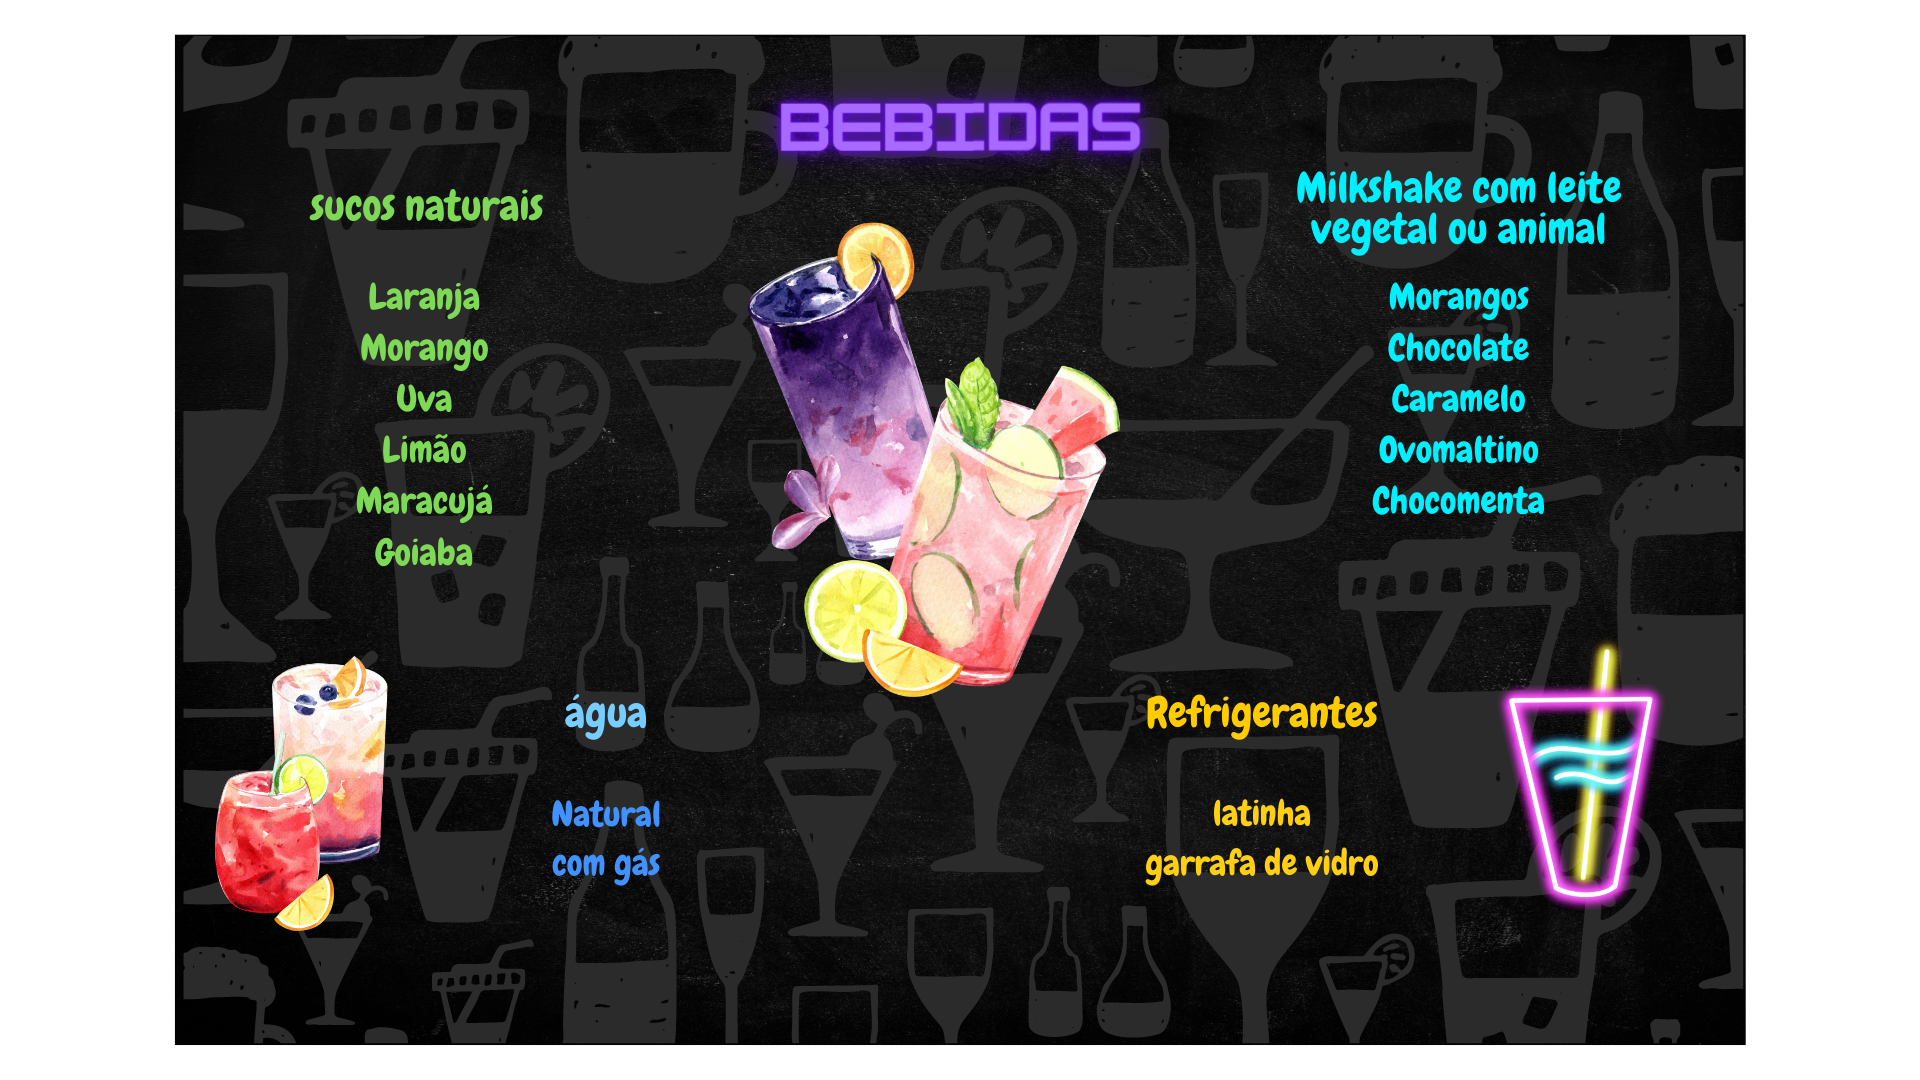 BEBIDAS
sucos naturais
Laranja
Morango
Uva
Limão
Maracujá
Goiaba
Milkshake com leite
vegetal ou animal
Morangos
Chocolate
Caramelo
Ovomaltino
Chocomenta
água
Natural
com gás
Refrigerantes
latinha
garrafa de vidro